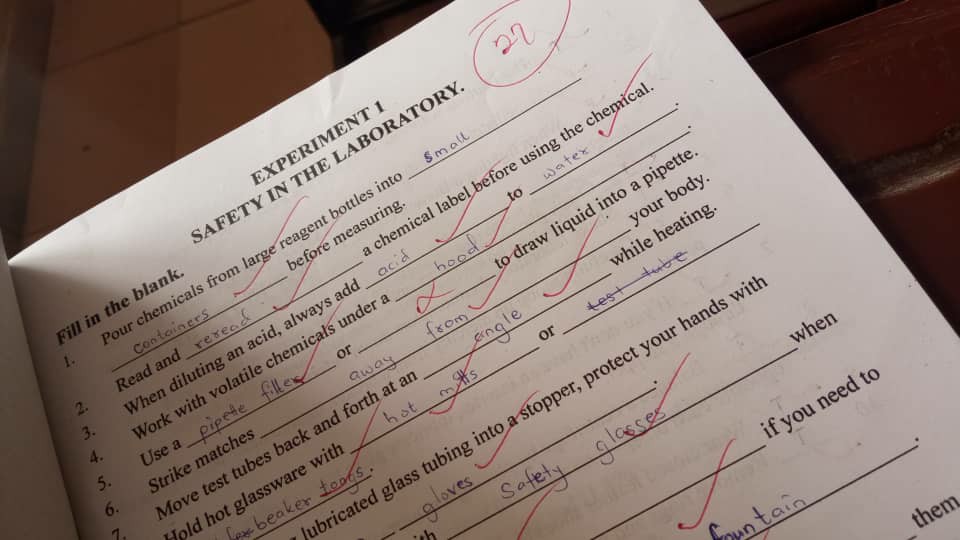 27
EXPERIMENT 1
SAFETY IN THE LABORATORY.
Fill in the blank.
1. Pour chemicals from large reagent bottles into small
containers before measuring.
2. Read and reread a chemical label before using the chemical.
3. When diluting an acid, always add acid to water.
4. Work with volatile chemicals under a hood.
5. Use a pipete filler or to draw liquid into a pipette.
6. Strike matches away from your body.
7. Move test tubes back and forth at an angle while heating.
Hold hot glassware with hot mitts or test tube
beaker tongs.
lubricated glass tubing into a stopper, protect your hands with
gloves.
safety glasses when
if you need to
fountain.
them